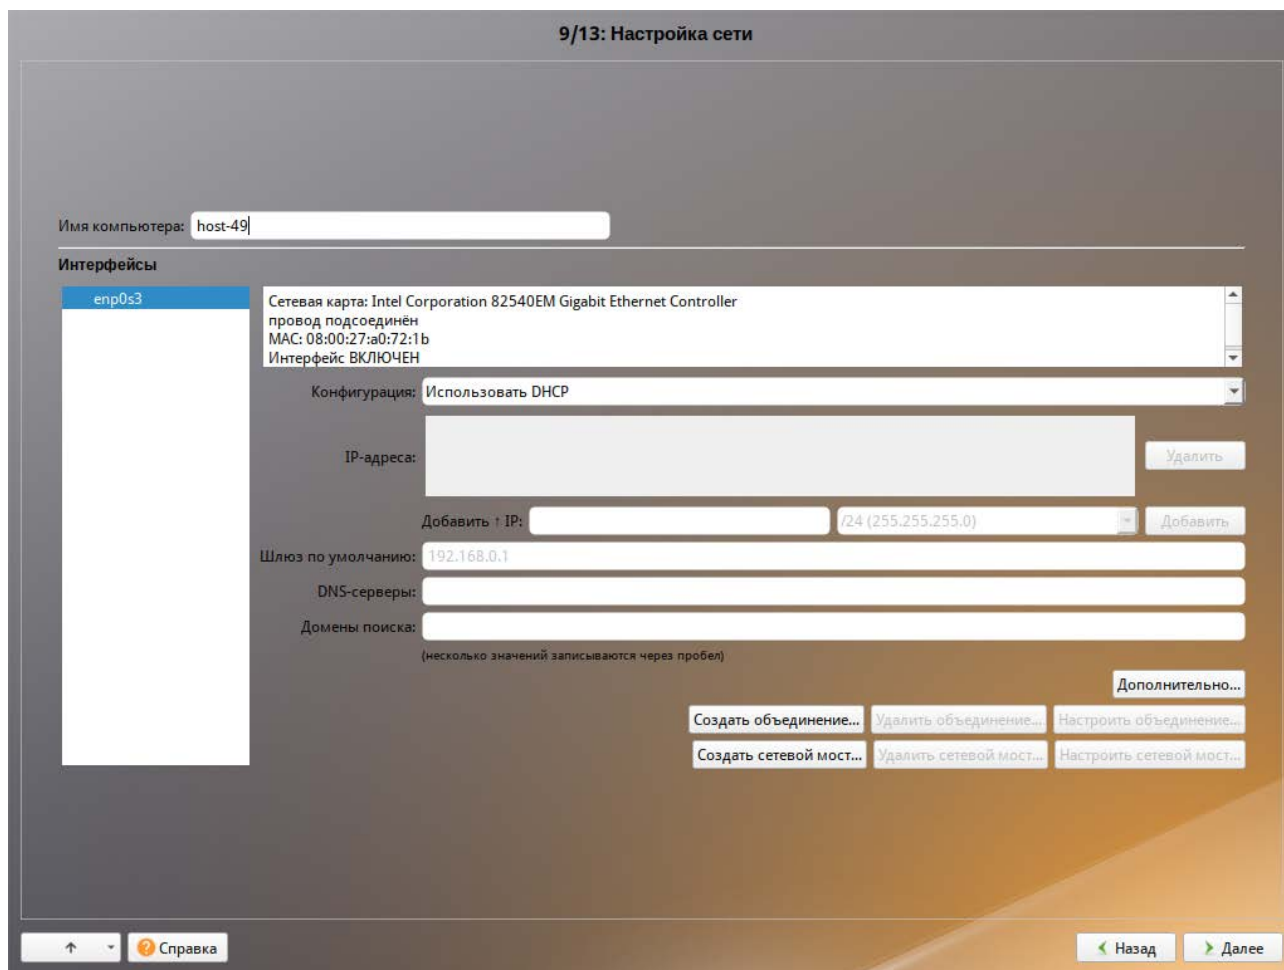 9/13: Настройка сети
Имя компьютера: host-49
Интерфейсы
enp0s3
Сетевая карта: Intel Corporation 82540EM Gigabit Ethernet Controller
провод подсоединён
MAC: 08:00:27:a0:72:1b
Интерфейс ВКЛЮЧЕН
Конфигурация: Использовать DHCP
IP-адреса: Удалить
Добавить ↑ IP: /24 (255.255.255.0) Добавить
Шлюз по умолчанию: 192.168.0.1
DNS-серверы:
Домены поиска:
(несколько значений записываются через пробел)
Дополнительно...
Создать объединение... Удалить объединение... Настроить объединение...
Создать сетевой мост... Удалить сетевой мост... Настроить сетевой мост...
↑ Справка Назад Далее